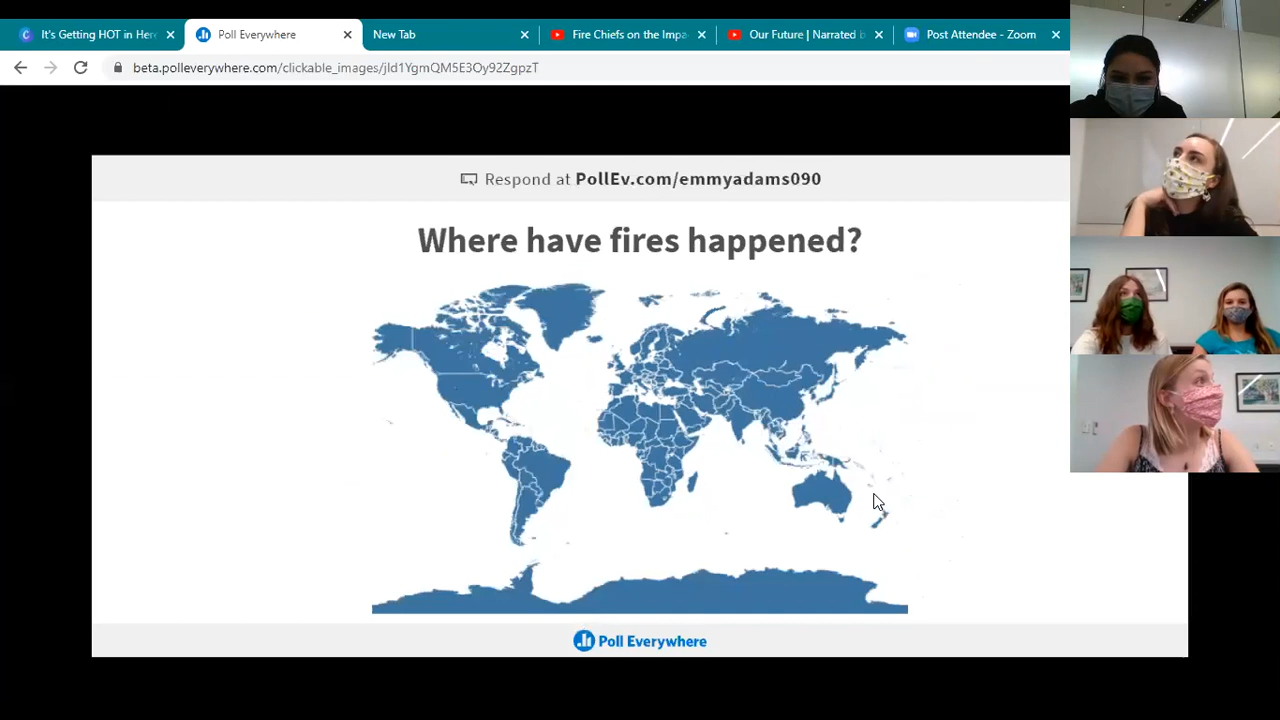 It's Getting HOT in Her
Poll Everywhere
New Tab
Fire Chiefs on the Impa
Our Future | Narrated b
Post Attendee - Zoom
beta.polleverywhere.com/clickable_images/jld1YgmQM5E3Oy92ZgpzT
Respond at PollEv.com/emmyadams090
Where have fires happened?
Poll Everywhere